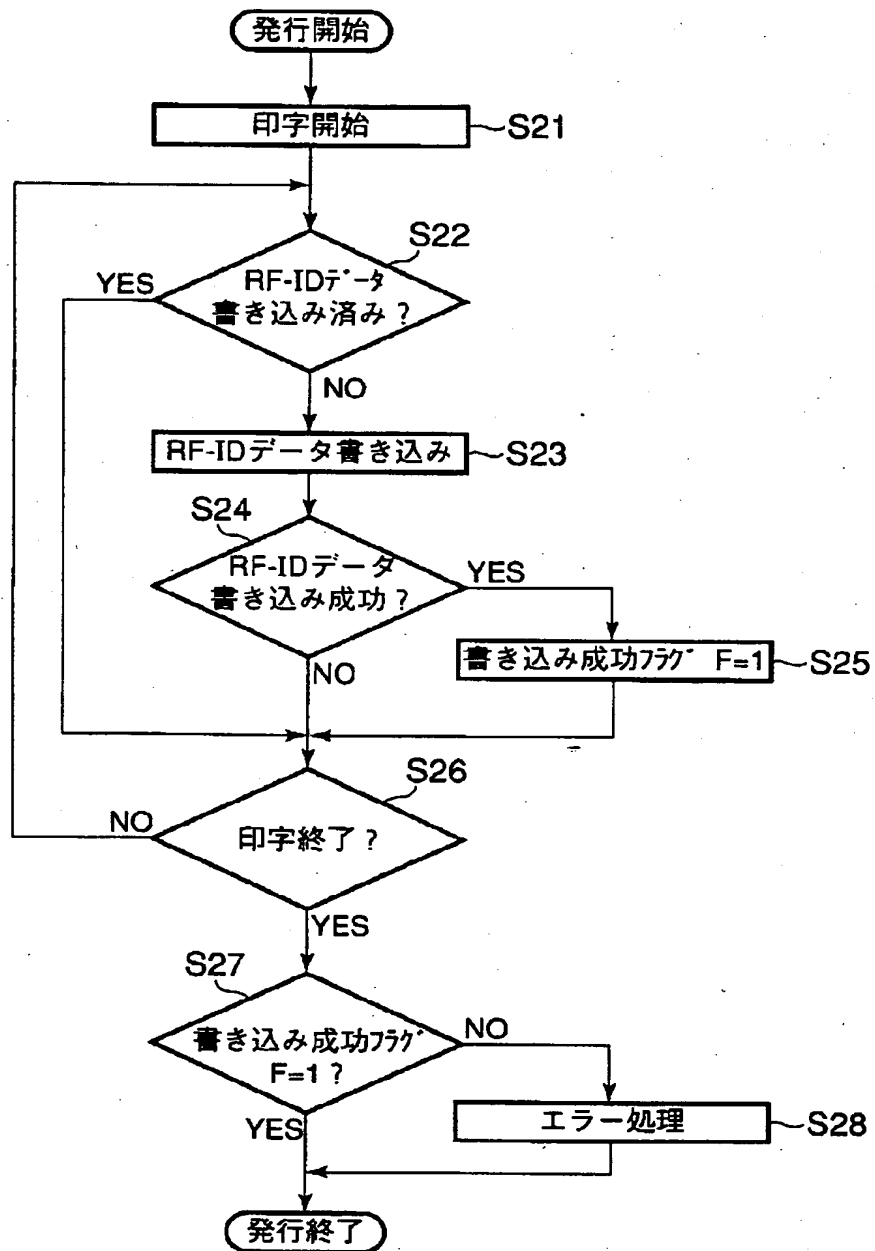 発行開始
印字開始
S21
S22
YES
RF-IDﾃﾞｰﾀ
書き込み済み?
NO
RF-IDデータ書き込み
S23
S24
RF-IDデータ
書き込み成功?
YES
NO
書き込み成功ﾌﾗｸﾞ F=1
S25
S26
NO
印字終了?
YES
S27
書き込み成功ﾌﾗｸﾞ
F=1?
NO
YES
エラー処理
S28
発行終了